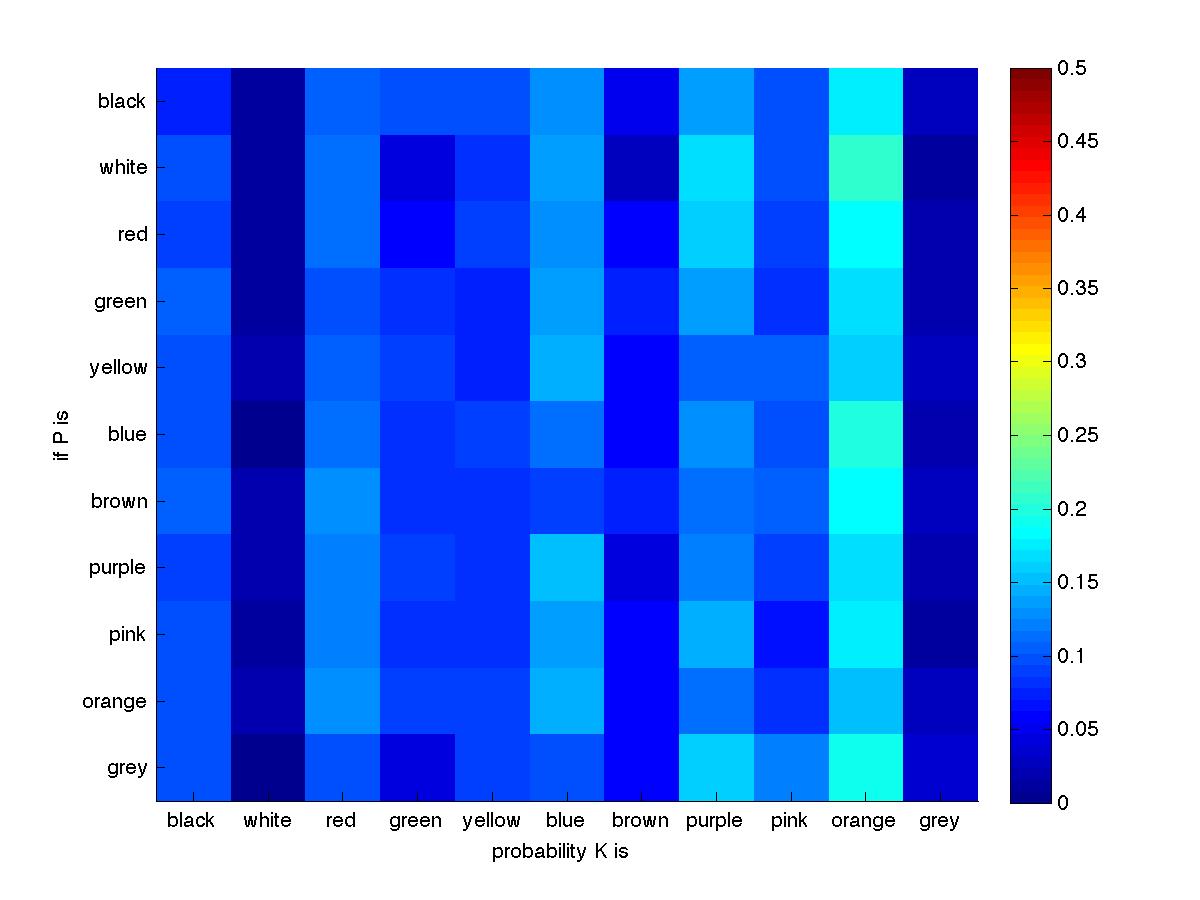 black
white
red
green
yellow
blue
brown
purple
pink
orange
grey
if P is
black white red green yellow blue brown purple pink orange grey
probability K is
0.5
0.45
0.4
0.35
0.3
0.25
0.2
0.15
0.1
0.05
0